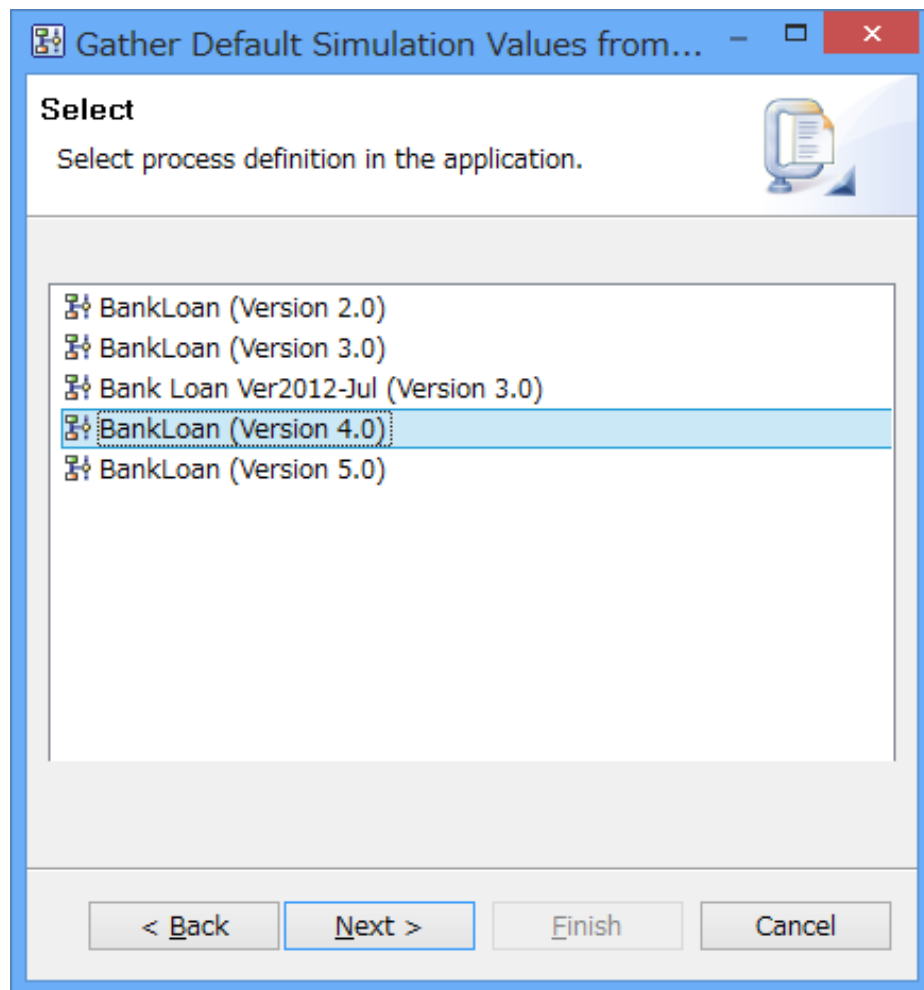 Gather Default Simulation Values from...
Select
Select process definition in the application.
BankLoan (Version 2.0)
BankLoan (Version 3.0)
Bank Loan Ver2012-Jul (Version 3.0)
BankLoan (Version 4.0)
BankLoan (Version 5.0)
< Back Next > Finish Cancel